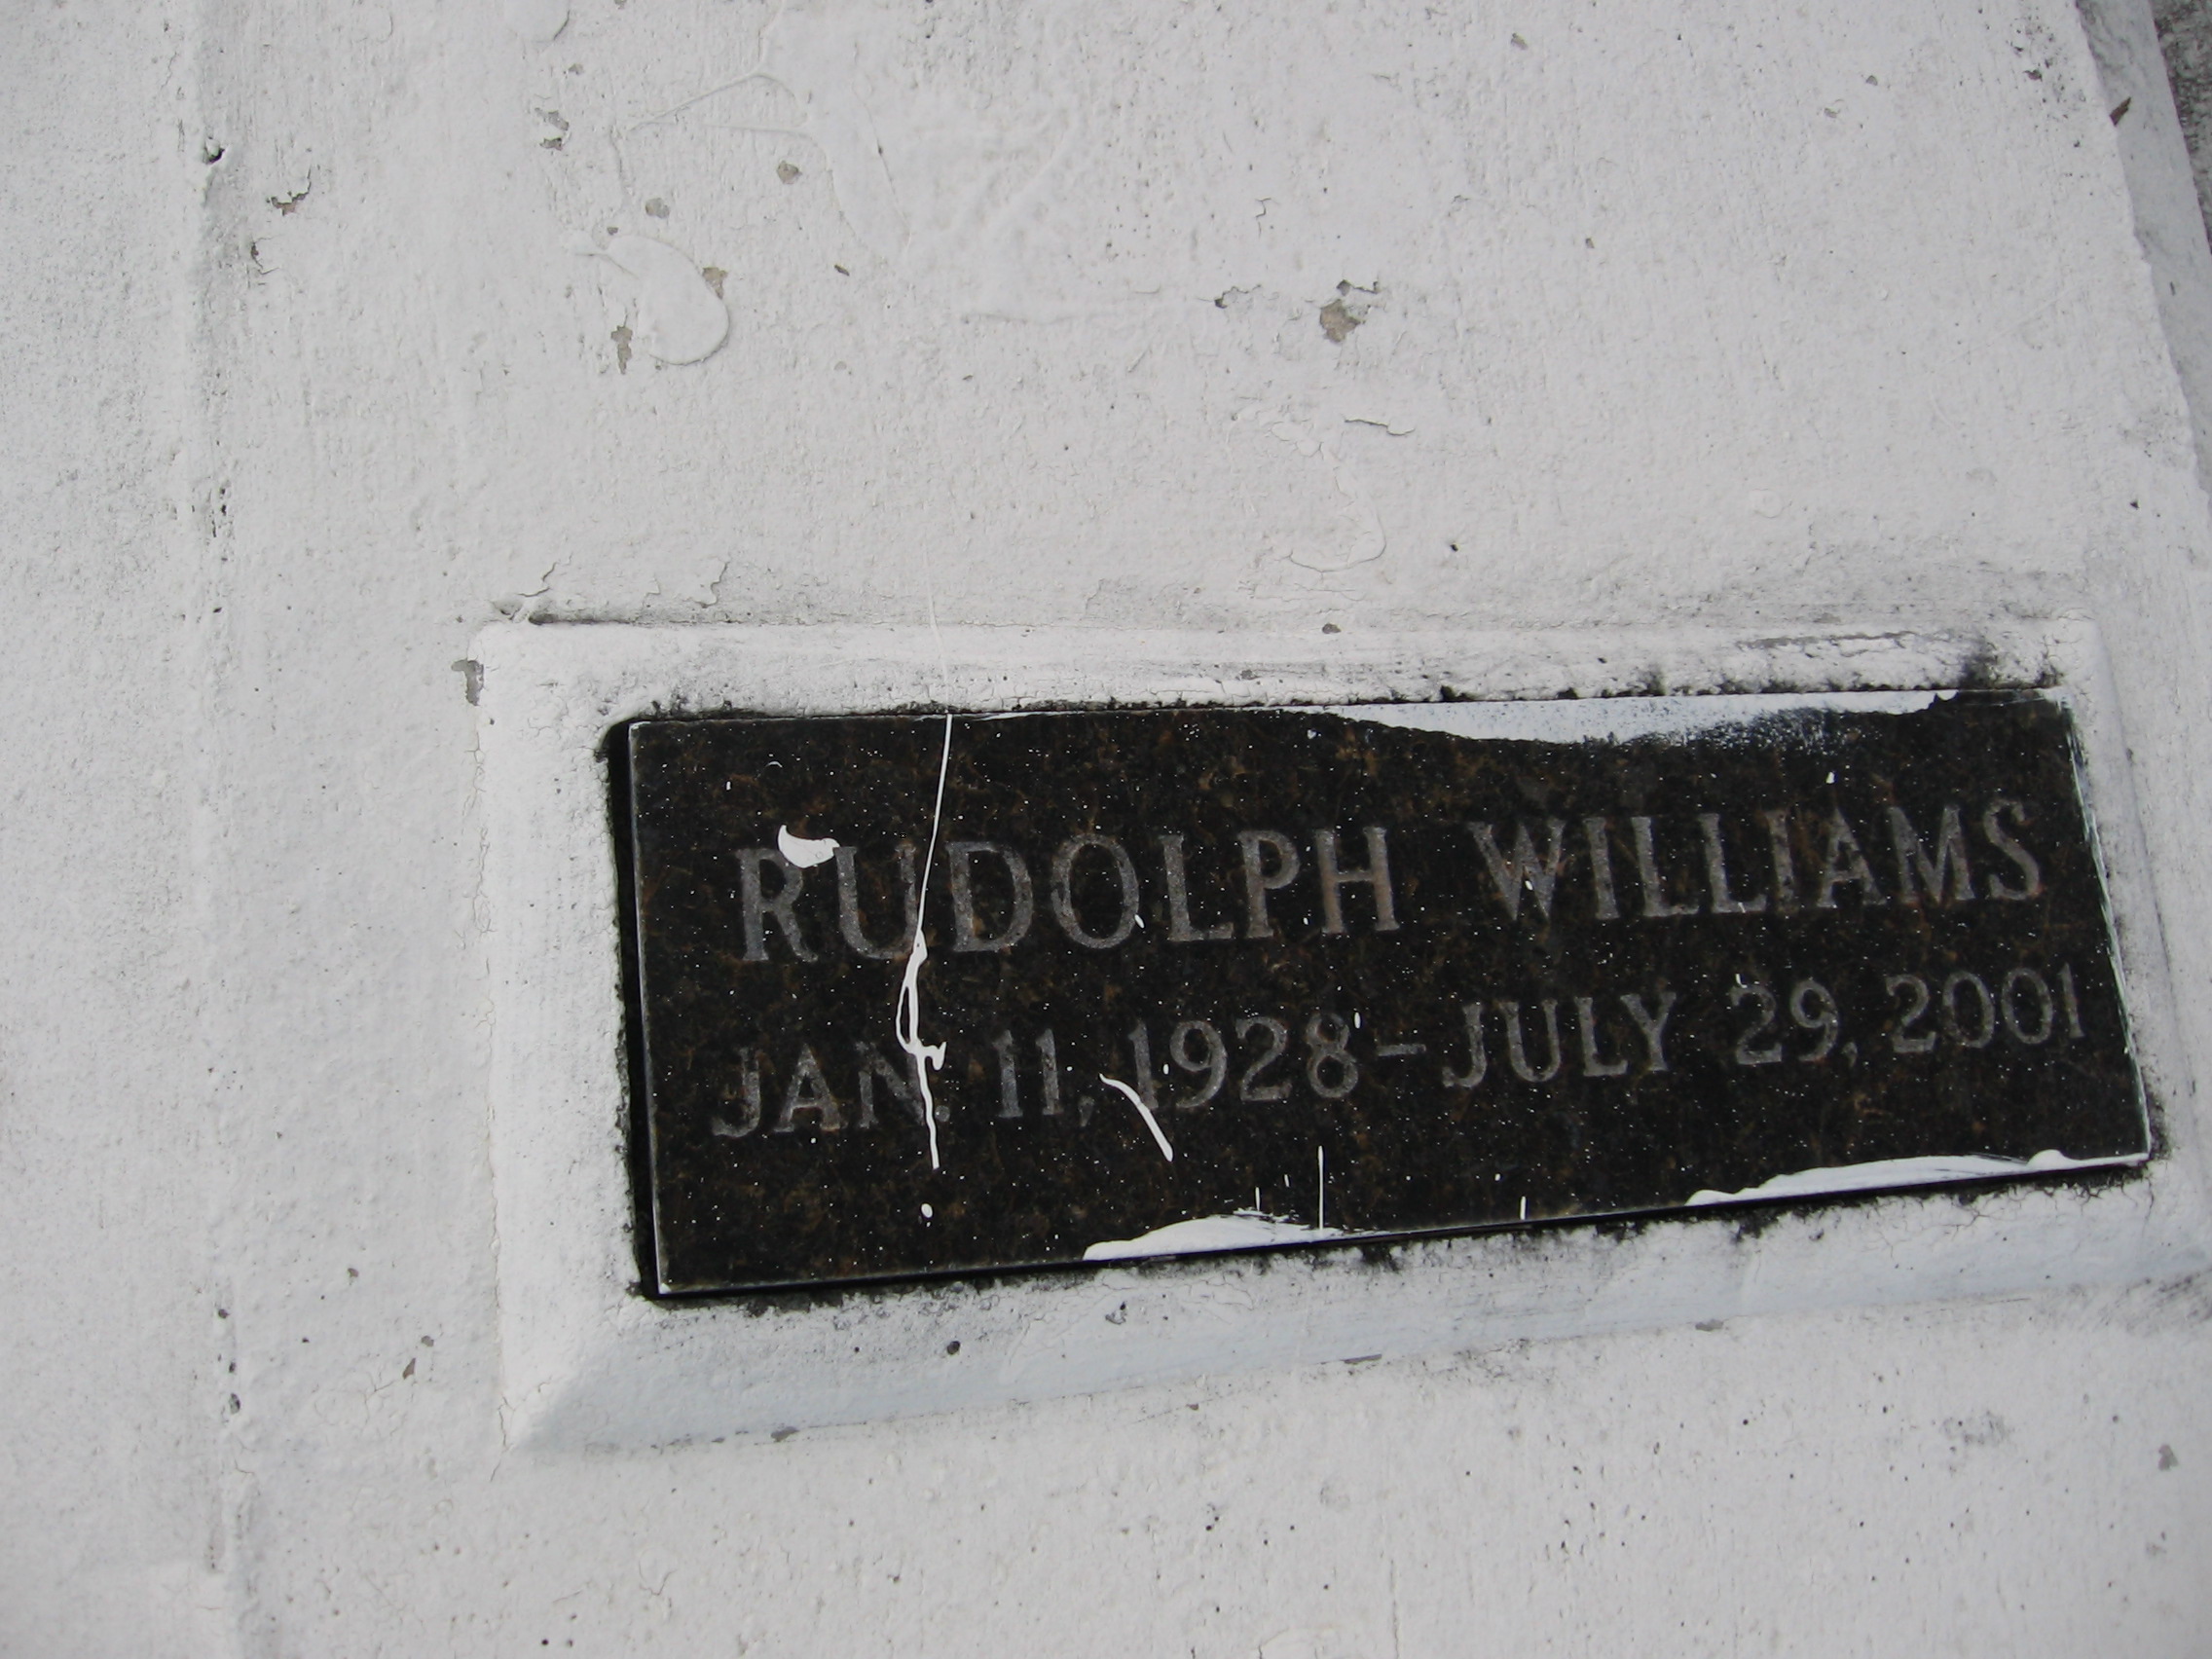 RUDOLPH WILLIAMS
JAN. 11, 1928-JULY 29, 2001